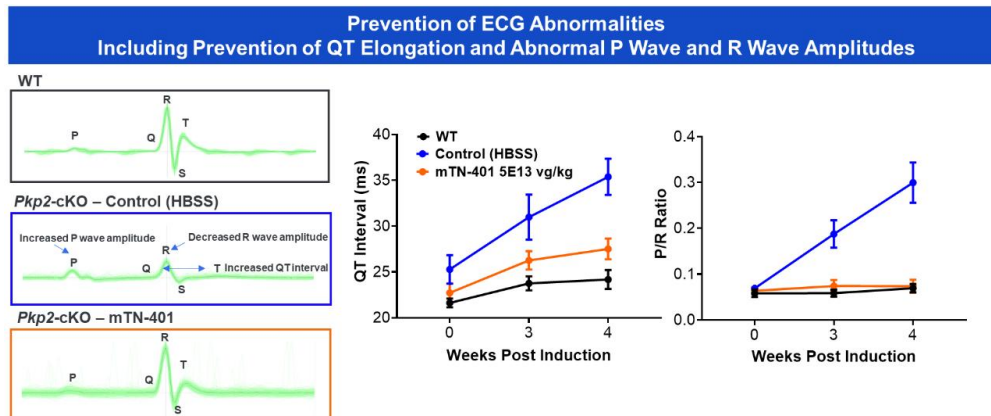 Prevention of ECG Abnormalities
Including Prevention of QT Elongation and Abnormal P Wave and R Wave Amplitudes
WT
R
P
Q
T
S
Pkp2-cKO – Control (HBSS)
Increased P wave amplitude
R
Decreased R wave amplitude
P
Q
T
Increased QT interval
S
Pkp2-cKO – mTN-401
R
P
Q
T
S
QT Interval (ms)
40
35
30
25
20
WT
Control (HBSS)
mTN-401 5E13 vg/kg
0
3
4
Weeks Post Induction
P/R Ratio
0.4
0.3
0.2
0.1
0.0
0
3
4
Weeks Post Induction